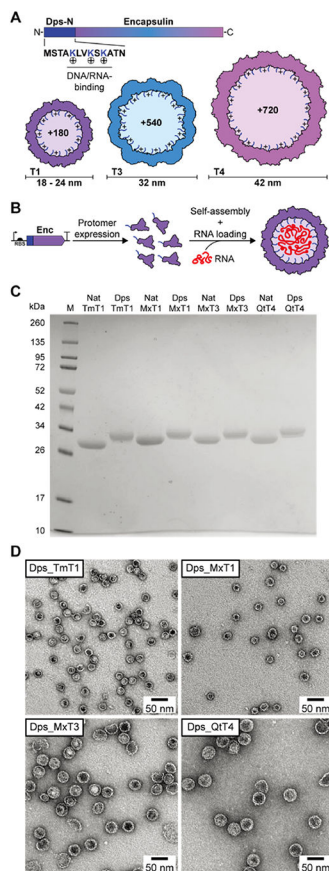 A
Dps-N Encapsulin
N- -C
MSTAKLVKSKATN
DNA/RNA-
binding
+180
+540
+720
T1
T3
T4
18 - 24 nm
32 nm
42 nm
B
Enc
RBS
Protomer
expression
Self-assembly
+
RNA loading
RNA
C
Nat Dps Nat Dps Nat Dps Nat Dps
kDa M TmT1 TmT1 MxT1 MxT1 MxT3 MxT3 QtT4 QtT4
260
135
95
72
52
42
34
26
17
10
D
Dps_TmT1
50 nm
Dps_MxT1
50 nm
Dps_MxT3
50 nm
Dps_QtT4
50 nm